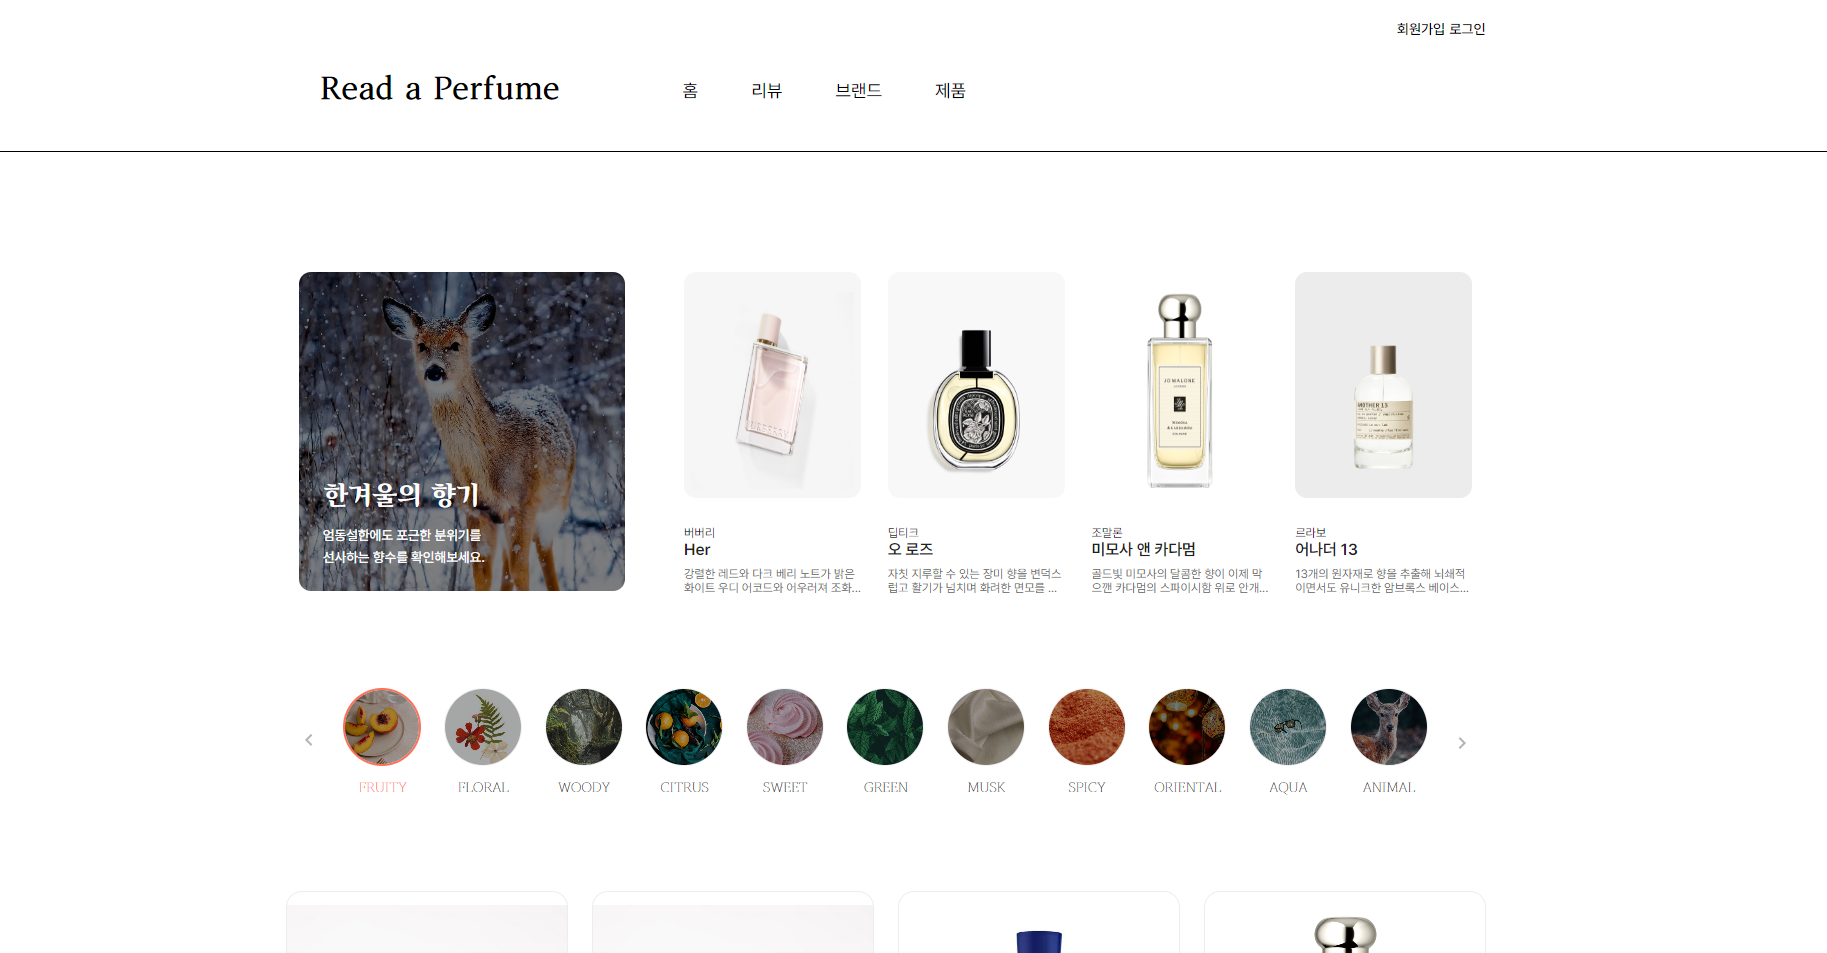 회원가입 로그인
Read a Perfume
홈 리뷰 브랜드 제품
한겨울의 향기
엄동설한에도 포근한 분위기를
선사하는 향수를 확인해보세요.
버버리
Her
강렬한 레드와 다크 베리 노트가 밝은
화이트 우디 어코드와 어우러져 조화...
딥티크
오 로즈
자칫 지루할 수 있는 장미 향을 변덕스
럽고 활기가 넘치며 화려한 면모를 ...
JO MALONE
LONDON
MIMOSA
& CARDAMOM
COLOGNE
조말론
미모사 앤 카다멈
골드빛 미모사의 달콤한 향이 이제 막
으깬 카다멈의 스파이시함 위로 안개...
ANOTHER 13
르라보
어나더 13
13개의 원자재로 향을 추출해 뇌쇄적
이면서도 유니크한 암브록스 베이스...
FRUITY
FLORAL
WOODY
CITRUS
SWEET
GREEN
MUSK
SPICY
ORIENTAL
AQUA
ANIMAL